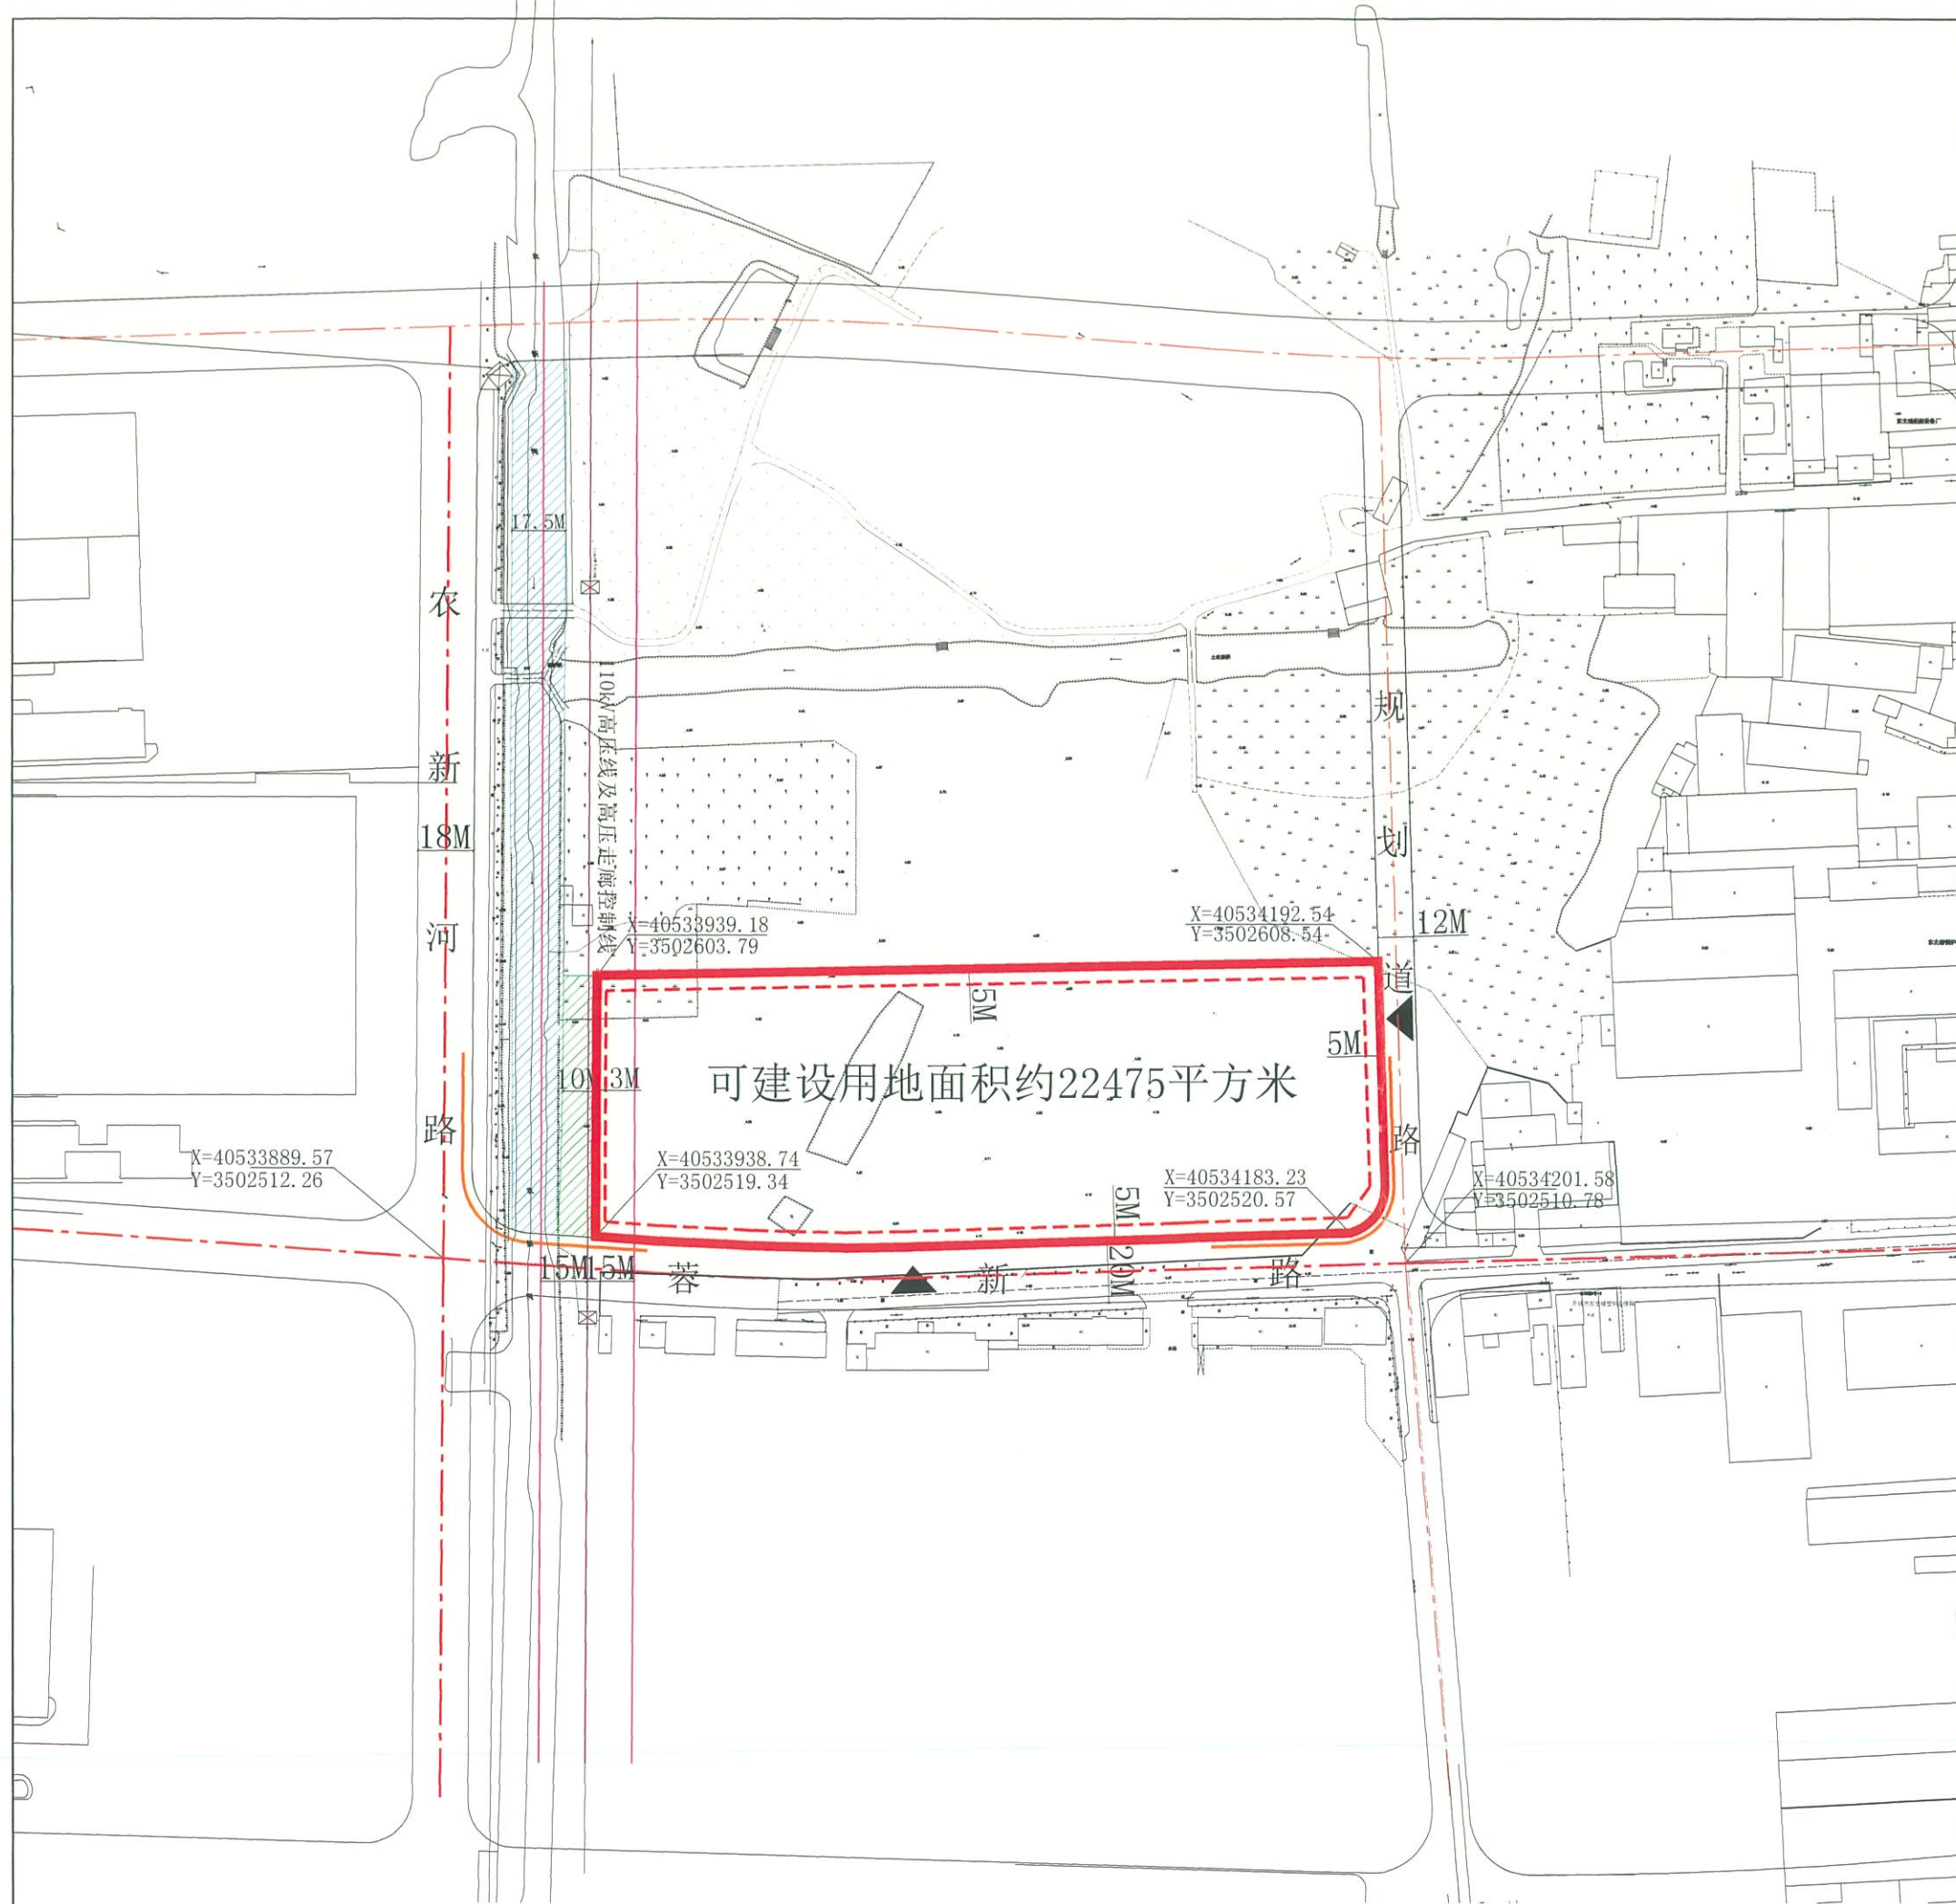 17.5M
农
新
河
路
18M
110kV高压线及高压走廊控制线
规
划
道
路
12M
X=40533939.18
Y=3502603.79
X=40534192.54
Y=3502608.54
5M
5M
10M
3M
可建设用地面积约22475平方米
X=40533889.57
Y=3502512.26
X=40533938.74
Y=3502519.34
X=40534183.23
Y=3502520.57
X=40534201.58
Y=3502510.78
5M
20M
15M
15M
蓉
新
路